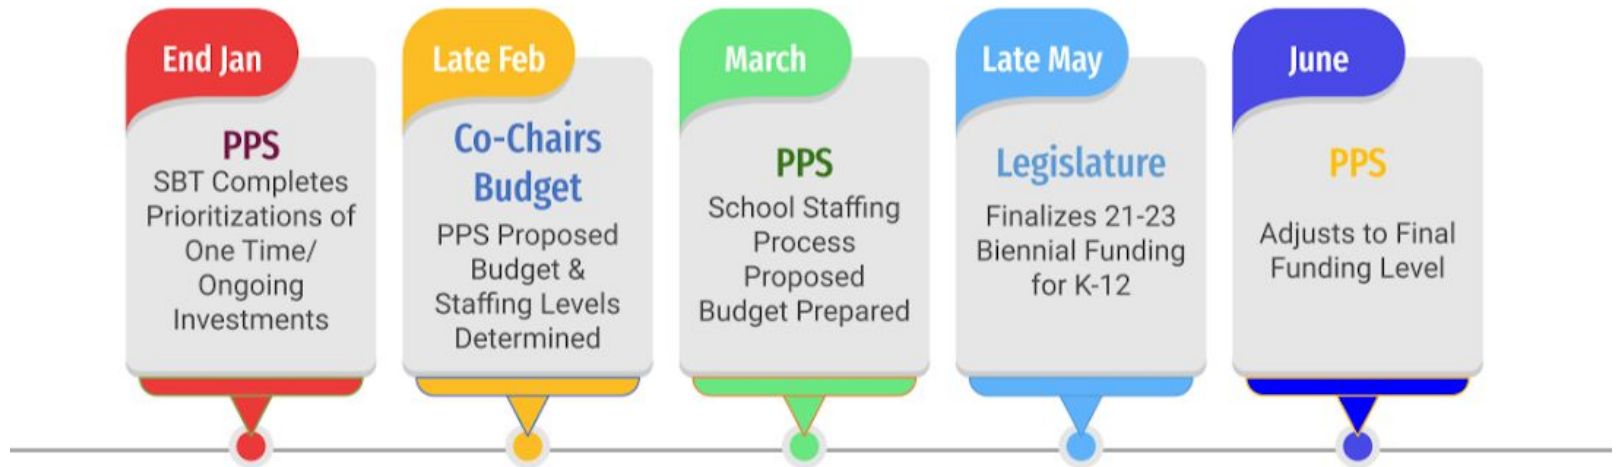 End Jan
PPS
SBT Completes
Prioritizations of
One Time/
Ongoing
Investments
Late Feb
Co-Chairs
Budget
PPS Proposed
Budget &
Staffing Levels
Determined
March
PPS
School Staffing
Process
Proposed
Budget Prepared
Late May
Legislature
Finalizes 21-23
Biennial Funding
for K-12
June
PPS
Adjusts to Final
Funding Level